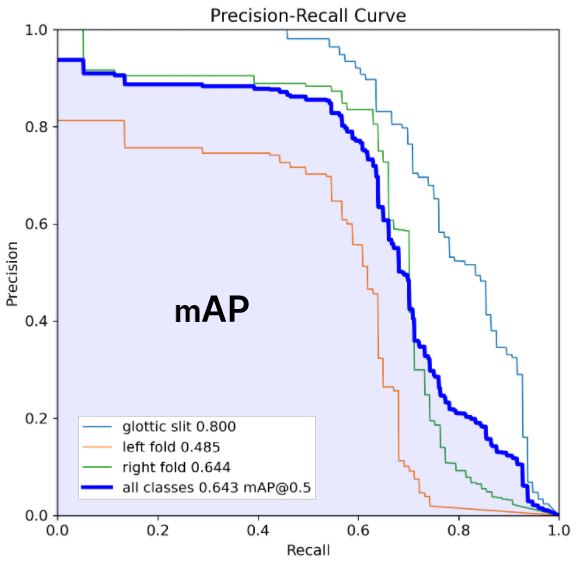 Precision-Recall Curve
1.0
0.8
0.6
0.4
0.2
0.0
Precision
mAP
glottic slit 0.800
left fold 0.485
right fold 0.644
all classes 0.643 mAP@0.5
0.0 0.2 0.4 0.6 0.8 1.0
Recall